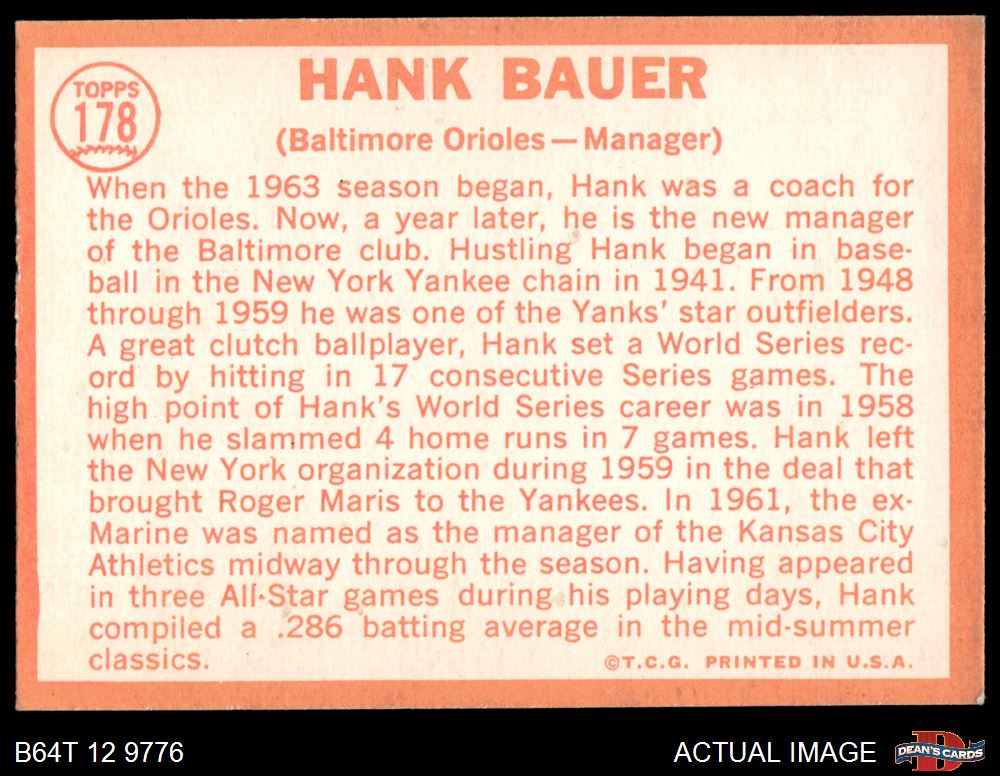 TOPPS
178
HANK BAUER
(Baltimore Orioles — Manager)
When the 1963 season began, Hank was a coach for
the Orioles. Now, a year later, he is the new manager
of the Baltimore club. Hustling Hank began in base-
ball in the New York Yankee chain in 1941. From 1948
through 1959 he was one of the Yanks' star outfielders.
A great clutch ballplayer, Hank set a World Series rec-
ord by hitting in 17 consecutive Series games. The
high point of Hank's World Series career was in 1958
when he slammed 4 home runs in 7 games. Hank left
the New York organization during 1959 in the deal that
brought Roger Maris to the Yankees. In 1961, the ex-
Marine was named as the manager of the Kansas City
Athletics midway through the season. Having appeared
in three All-Star games during his playing days, Hank
compiled a .286 batting average in the mid-summer
classics.
©T.C.G. PRINTED IN U.S.A.
B64T 12 9776
ACTUAL IMAGE
DEAN'S CARDS